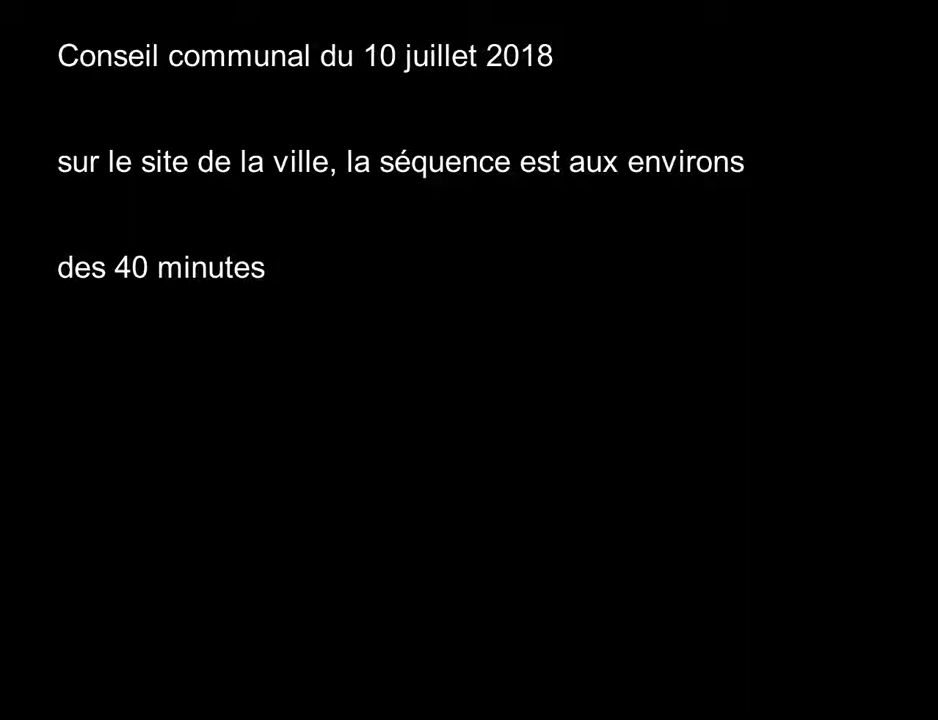 Conseil communal du 10 juillet 2018
sur le site de la ville, la séquence est aux environs
des 40 minutes